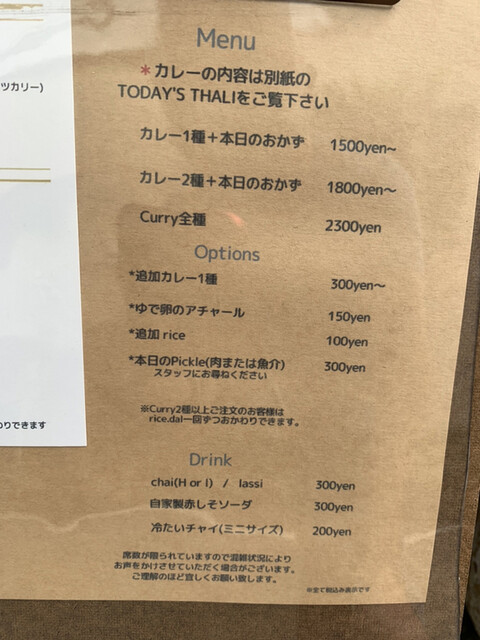 ツカリー)
Menu
*カレーの内容は別紙の
TODAY'S THALIをご覧下さい
カレー1種+本日のおかず 1500yen~
カレー2種+本日のおかず 1800yen~
Curry全種 2300yen
Options
*追加カレー1種 300yen~
*ゆで卵のアチャール 150yen
*追加 rice 100yen
*本日のPickle(肉または魚介) 300yen
スタッフにお尋ねください
※Curry2種以上ご注文のお客様は
rice.dal一回ずつおかわりできます。
わりできます
Drink
chai(H or I) / lassi 300yen
自家製赤しそソーダ 300yen
冷たいチャイ(ミニサイズ) 200yen
席数が限られていますので混雑状況により
お声をかけさせていただく場合がございます。
ご理解のほど宜しくお願い致します。
※全て税込み表示です